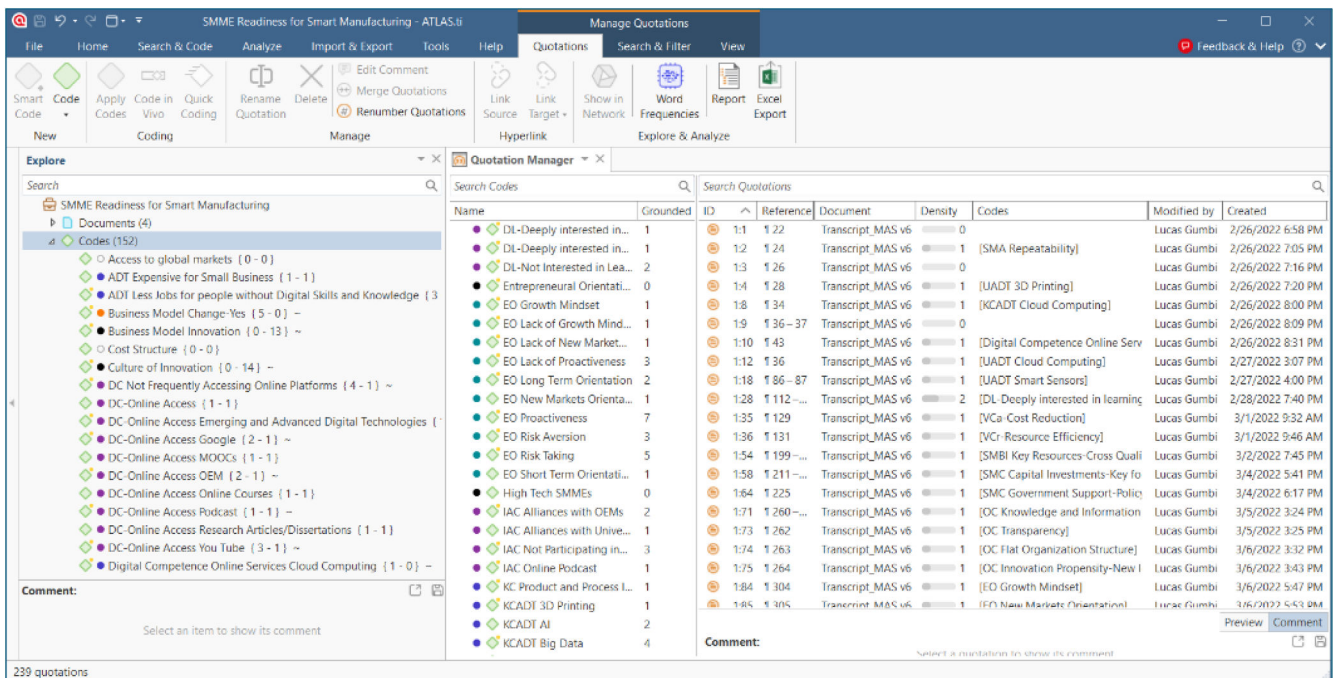 SMME Readiness for Smart Manufacturing - ATLAS.ti
Manage Quotations
File Home Search & Code Analyze Import & Export Tools Help Quotations Search & Filter View Feedback & Help
Smart Code
Code
Apply Codes
Code in Vivo
Quick Coding
Rename Quotation
Delete
Edit Comment
Merge Quotations
Renumber Quotations
Link Source
Link Target
Show in Network
Word Frequencies
Report
Excel Export
New Coding Manage Hyperlink Explore & Analyze
Explore
Search
SMME Readiness for Smart Manufacturing
Documents (4)
Codes (152)
Access to global markets { 0 - 0 }
ADT Expensive for Small Business { 1 - 1 }
ADT Less Jobs for people without Digital Skills and Knowledge { 3
Business Model Change-Yes { 5 - 0 } ~
Business Model Innovation { 0 - 13 } ~
Cost Structure { 0 - 0 }
Culture of Innovation { 0 - 14 } ~
DC Not Frequently Accessing Online Platforms { 4 - 1 } ~
DC-Online Access { 1 - 1 }
DC-Online Access Emerging and Advanced Digital Technologies {
DC-Online Access Google { 2 - 1 } ~
DC-Online Access MOOCs { 1 - 1 }
DC-Online Access OEM { 2 - 1 } ~
DC-Online Access Online Courses { 1 - 1 }
DC-Online Access Podcast { 1 - 1 } ~
DC-Online Access Research Articles/Dissertations { 1 - 1 }
DC-Online Access You Tube { 3 - 1 } ~
Digital Competence Online Services Cloud Computing { 1 - 0 } ~
Comment:
Select an item to show its comment
Quotation Manager
Search Codes
Name Grounded
DL-Deeply interested in... 1
DL-Deeply interested in... 1
DL-Not Interested in Lea... 2
Entrepreneurial Orientati... 0
EO Growth Mindset 1
EO Lack of Growth Mind... 1
EO Lack of New Market... 1
EO Lack of Proactiveness 3
EO Long Term Orientation 2
EO New Markets Orienta... 1
EO Proactiveness 7
EO Risk Aversion 3
EO Risk Taking 5
EO Short Term Orientati... 1
High Tech SMMEs 0
IAC Alliances with OEMs 2
IAC Alliances with Unive... 1
IAC Not Participating in... 3
IAC Online Podcast 1
KC Product and Process I... 1
KCADT 3D Printing 1
KCADT AI 2
KCADT Big Data 4
Search Quotations
ID Reference Document Density Codes Modified by Created
1:1 ¶ 22 Transcript_MAS v6 0 Lucas Gumbi 2/26/2022 6:58 PM
1:2 ¶ 24 Transcript_MAS v6 1 [SMA Repeatability] Lucas Gumbi 2/26/2022 7:05 PM
1:3 ¶ 26 Transcript_MAS v6 0 Lucas Gumbi 2/26/2022 7:16 PM
1:4 ¶ 28 Transcript_MAS v6 1 [UADT 3D Printing] Lucas Gumbi 2/26/2022 7:20 PM
1:8 ¶ 34 Transcript_MAS v6 1 [KCADT Cloud Computing] Lucas Gumbi 2/26/2022 8:00 PM
1:9 ¶ 36 – 37 Transcript_MAS v6 0 Lucas Gumbi 2/26/2022 8:09 PM
1:10 ¶ 43 Transcript_MAS v6 1 [Digital Competence Online Serv Lucas Gumbi 2/26/2022 8:31 PM
1:12 ¶ 36 Transcript_MAS v6 1 [UADT Cloud Computing] Lucas Gumbi 2/27/2022 3:07 PM
1:18 ¶ 86 – 87 Transcript_MAS v6 1 [UADT Smart Sensors] Lucas Gumbi 2/27/2022 4:00 PM
1:28 ¶ 112 –... Transcript_MAS v6 2 [DL-Deeply interested in learning Lucas Gumbi 2/28/2022 7:40 PM
1:35 ¶ 129 Transcript_MAS v6 1 [VCa-Cost Reduction] Lucas Gumbi 3/1/2022 9:32 AM
1:36 ¶ 131 Transcript_MAS v6 1 [VCr-Resource Efficiency] Lucas Gumbi 3/1/2022 9:46 AM
1:54 ¶ 199 –... Transcript_MAS v6 1 [SMBI Key Resources-Cross Quali Lucas Gumbi 3/2/2022 7:45 PM
1:58 ¶ 211 –... Transcript_MAS v6 1 [SMC Capital Investments-Key fo Lucas Gumbi 3/4/2022 5:41 PM
1:64 ¶ 225 Transcript_MAS v6 1 [SMC Government Support-Policy Lucas Gumbi 3/4/2022 6:17 PM
1:71 ¶ 260 –... Transcript_MAS v6 1 [OC Knowledge and Information Lucas Gumbi 3/5/2022 3:24 PM
1:73 ¶ 262 Transcript_MAS v6 1 [OC Transparency] Lucas Gumbi 3/5/2022 3:25 PM
1:74 ¶ 263 Transcript_MAS v6 1 [OC Flat Organization Structure] Lucas Gumbi 3/6/2022 3:32 PM
1:75 ¶ 264 Transcript_MAS v6 1 [OC Innovation Propensity-New I Lucas Gumbi 3/6/2022 3:43 PM
1:84 ¶ 304 Transcript_MAS v6 1 [EO Growth Mindset] Lucas Gumbi 3/6/2022 5:47 PM
1:85 ¶ 305 Transcript_MAS v6 1 [EO New Markets Orientation] Lucas Gumbi 3/6/2022 5:53 PM
Preview Comment
Comment:
Select a quotation to show its comment
239 quotations